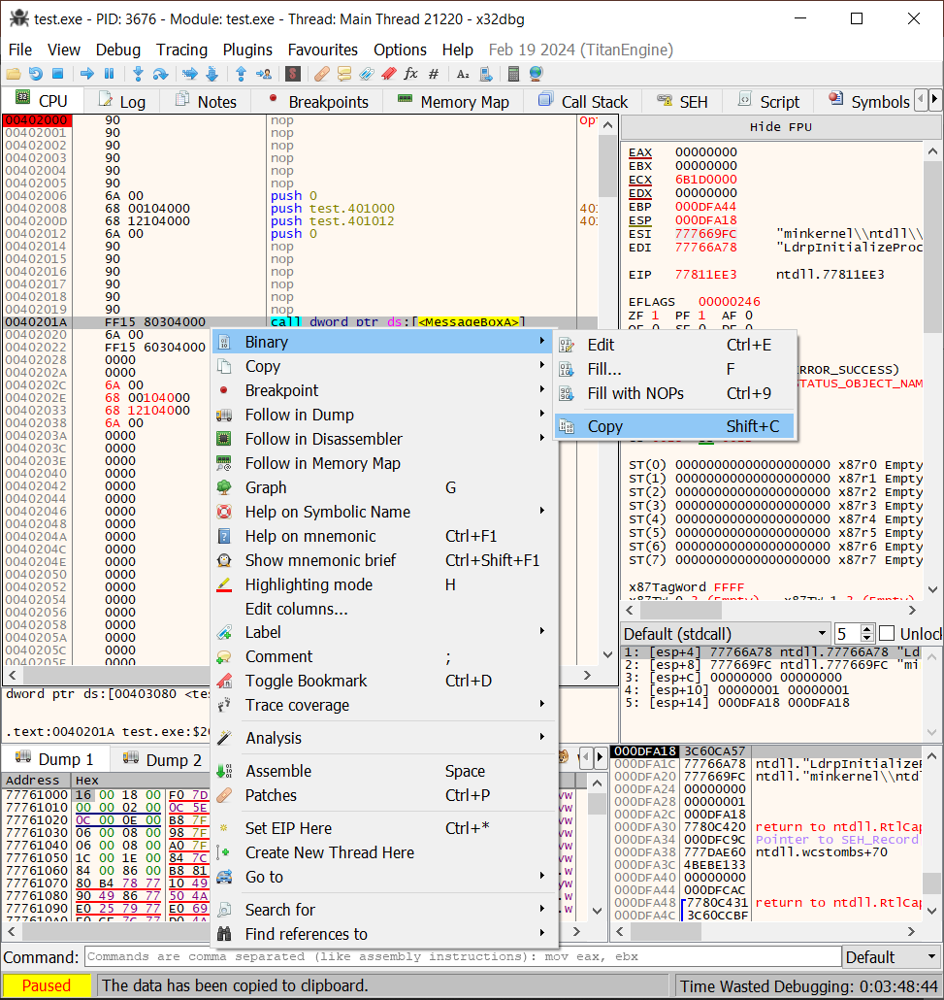 test.exe - PID: 3676 - Module: test.exe - Thread: Main Thread 21220 - x32dbg
File View Debug Tracing Plugins Favourites Options Help Feb 19 2024 (TitanEngine)
CPU Log Notes Breakpoints Memory Map Call Stack SEH Script Symbols
00402000 90 nop Op
00402001 90 nop
00402002 90 nop
00402003 90 nop
00402004 90 nop
00402005 90 nop
00402006 6A 00 push 0
00402008 68 00104000 push test.401000 40
0040200D 68 12104000 push test.401012 40
00402012 6A 00 push 0
00402014 90 nop
00402015 90 nop
00402016 90 nop
00402017 90 nop
00402018 90 nop
00402019 90 nop
0040201A FF15 80304000 call dword ptr ds:[<MessageBoxA>]
00402020 6A 00
00402022 FF15 60304000
00402028 0000
0040202A 0000
0040202C 6A 00
0040202E 68 00104000
00402033 68 12104000
00402038 6A 00
0040203A 0000
0040203C 0000
0040203E 0000
00402040 0000
00402042 0000
00402044 0000
00402046 0000
00402048 0000
0040204A 0000
0040204C 0000
0040204E 0000
00402050 0000
00402052 0000
00402054 0000
00402056 0000
00402058 0000
0040205A 0000
0040205C 0000
0040205E 0000
Binary
Copy
Breakpoint
Follow in Dump
Follow in Disassembler
Follow in Memory Map
Graph G
Help on Symbolic Name
Help on mnemonic Ctrl+F1
Show mnemonic brief Ctrl+Shift+F1
Highlighting mode H
Edit columns...
Label
Comment ;
Toggle Bookmark Ctrl+D
Trace coverage
Analysis
Assemble Space
Patches Ctrl+P
Set EIP Here Ctrl+*
Create New Thread Here
Go to
Search for
Find references to
Edit Ctrl+E
Fill... F
Fill with NOPs Ctrl+9
Copy Shift+C
Hide FPU
EAX 00000000
EBX 00000000
ECX 6B1D0000
EDX 00000000
EBP 000DFA44
ESP 000DFA18
ESI 777669FC "minkernel\\ntdll\\
EDI 77766A78 "LdrpInitializeProc
EIP 77811EE3 ntdll.77811EE3
EFLAGS 00000246
ZF 1 PF 1 AF 0
OF 0 SF 0 DF 0
RROR_SUCCESS)
TATUS_OBJECT_NAM
ST(0) 00000000000000000000 x87r0 Empty
ST(1) 00000000000000000000 x87r1 Empty
ST(2) 00000000000000000000 x87r2 Empty
ST(3) 00000000000000000000 x87r3 Empty
ST(4) 00000000000000000000 x87r4 Empty
ST(5) 00000000000000000000 x87r5 Empty
ST(6) 00000000000000000000 x87r6 Empty
ST(7) 00000000000000000000 x87r7 Empty
x87TagWord FFFF
x87TW_0 3 (Empty) x87TW_1 3 (Empty)
Default (stdcall) 5 Unloc
1: [esp+4] 77766A78 ntdll.77766A78 "Ld
2: [esp+8] 777669FC ntdll.777669FC "mi
3: [esp+C] 00000000 00000000
4: [esp+10] 00000001 00000001
5: [esp+14] 000DFA18 000DFA18
dword ptr ds:[00403080 <te
.text:0040201A test.exe:$2
Dump 1 Dump 2
Address Hex
77761000 16 00 18 00 F0 7D
77761010 00 00 02 00 0C 5E
77761020 0C 00 0E 00 B8 7F
77761030 06 00 08 00 98 7F
77761040 06 00 08 00 A0 7F
77761050 1C 00 1E 00 84 7C
77761060 84 00 86 00 B8 81
77761070 80 B4 78 77 10 49
77761080 90 49 86 77 50 4A
77761090 E0 25 79 77 E0 69
000DFA18 3C60CA57
000DFA1C 77766A78 ntdll."LdrpInitializeP
000DFA20 777669FC ntdll."minkernel\\ntd
000DFA24 00000000
000DFA28 00000001
000DFA2C 000DFA18
000DFA30 7780C420 return to ntdll.RtlCap
000DFA34 000DFC9C Pointer to SEH_Record
000DFA38 777DAE60 ntdll.wcstombs+70
000DFA3C 4BEBE133
000DFA40 00000000
000DFA44 000DFCAC
000DFA48 7780C431 return to ntdll.RtlCap
000DFA4C 3C60CCBF
Command: Commands are comma separated (like assembly instructions): mov eax, ebx Default
Paused The data has been copied to clipboard. Time Wasted Debugging: 0:03:48:44